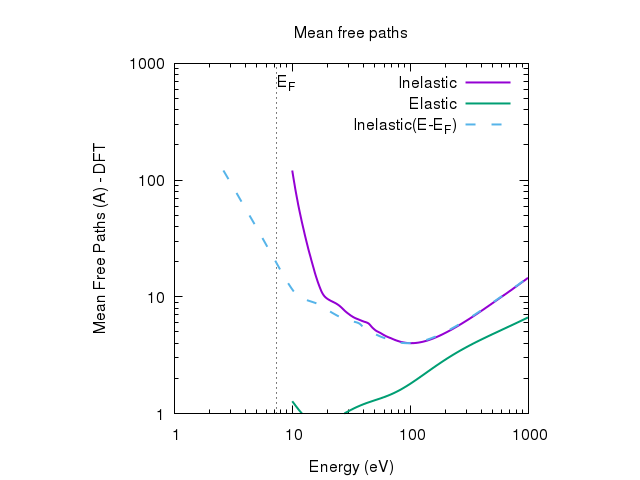 Mean free paths
1000
100
10
1
Mean Free Paths (A) - DFT
E_F
Inelastic
Elastic
Inelastic(E-E_F)
1 10 100 1000
Energy (eV)